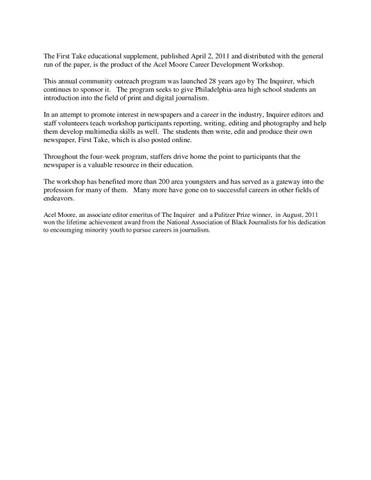 The First Take educational supplement, published April 2, 2011 and distributed with the general
run of the paper, is the product of the Acel Moore Career Development Workshop.
This annual community outreach program was launched 28 years ago by The Inquirer, which
continues to sponsor it. The program seeks to give Philadelphia-area high school students an
introduction into the field of print and digital journalism.
In an attempt to promote interest in newspapers and a career in the industry, Inquirer editors and
staff volunteers teach workshop participants reporting, writing, editing and photography and help
them develop multimedia skills as well. The students then write, edit and produce their own
newspaper, First Take, which is also posted online.
Throughout the four-week program, staffers drive home the point to participants that the
newspaper is a valuable resource in their education.
The workshop has benefited more than 200 area youngsters and has served as a gateway into the
profession for many of them. Many more have gone on to successful careers in other fields of
endeavors.
Acel Moore, an associate editor emeritus of The Inquirer and a Pulitzer Prize winner, in August, 2011
won the lifetime achievement award from the National Association of Black Journalists for his dedication
to encouraging minority youth to pursue careers in journalism.